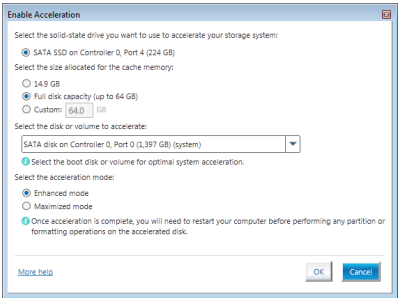 Enable Acceleration
Select the solid-state drive you want to use to accelerate your storage system:
SATA SSD on Controller 0, Port 4 (224 GB)
Select the size allocated for the cache memory:
14.9 GB
Full disk capacity (up to 64 GB)
Custom: 64.0 GB
Select the disk or volume to accelerate:
SATA disk on Controller 0, Port 0 (1,397 GB) (system)
Select the boot disk or volume for optimal system acceleration.
Select the acceleration mode:
Enhanced mode
Maximized mode
Once acceleration is complete, you will need to restart your computer before performing any partition or
formatting operations on the accelerated disk.
More help OK Cancel